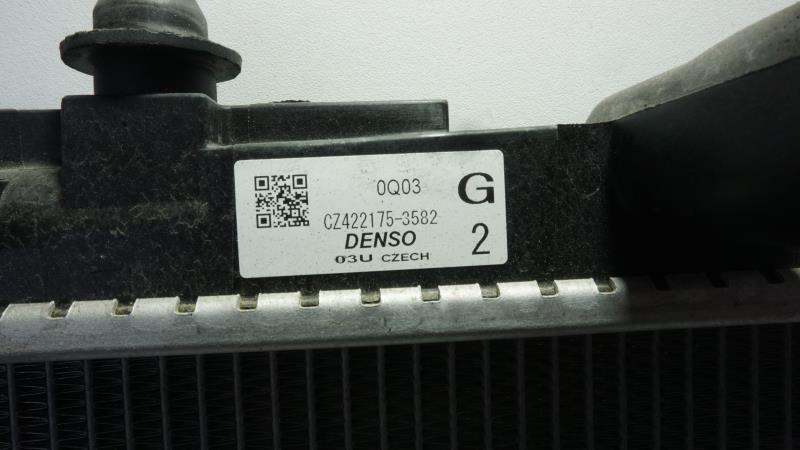 0Q03 G
CZ422175-3582
DENSO 2
03U CZECH